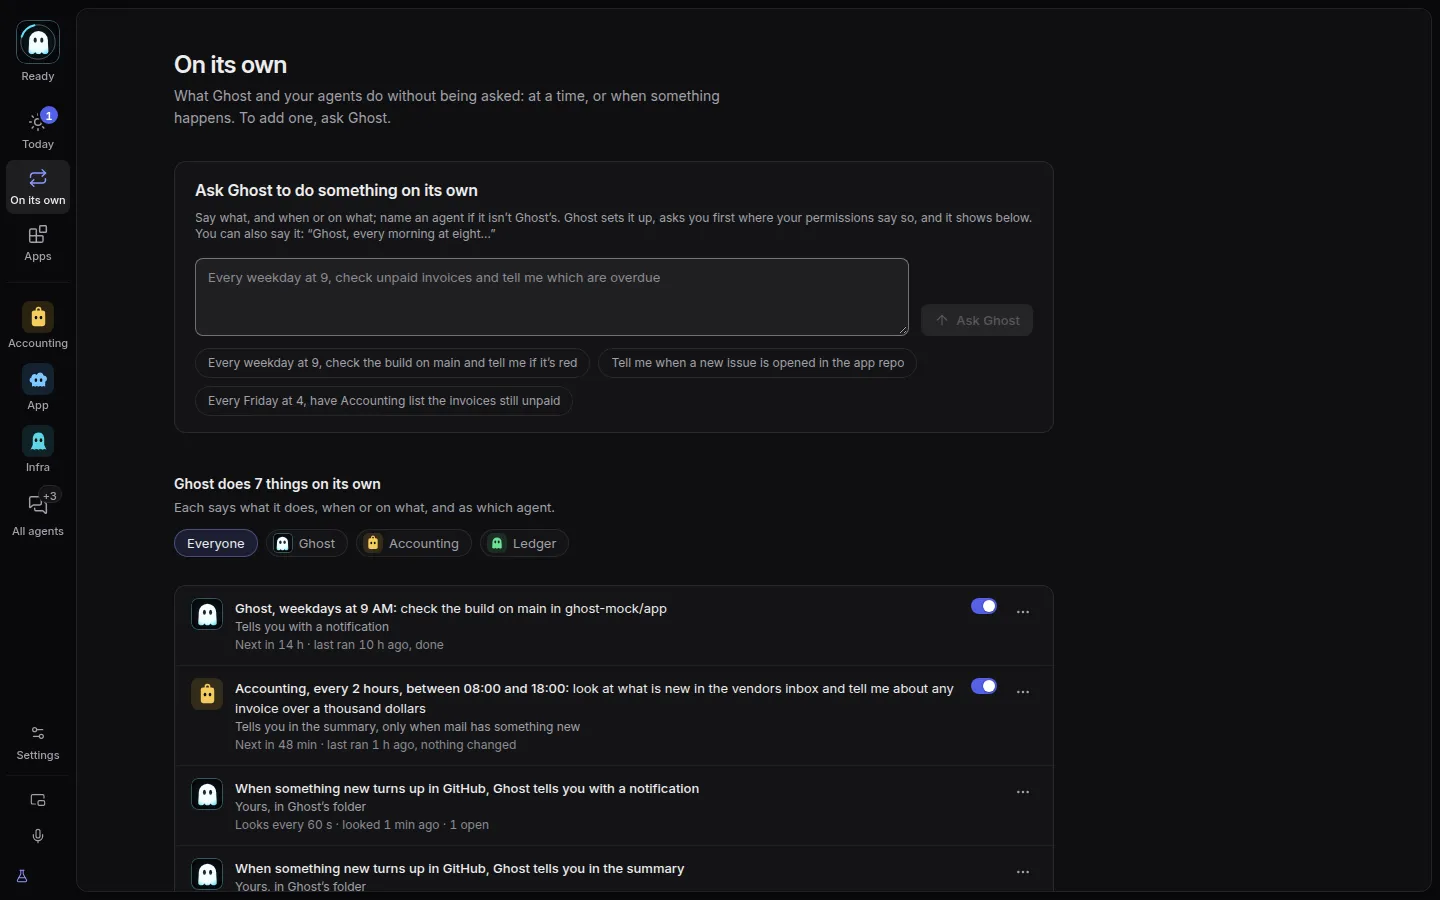 Ready
1
Today
On its own
Apps
Accounting
App
Infra
+3
All agents
Settings
On its own
What Ghost and your agents do without being asked: at a time, or when something
happens. To add one, ask Ghost.
Ask Ghost to do something on its own
Say what, and when or on what; name an agent if it isn’t Ghost’s. Ghost sets it up, asks you first where your permissions say so, and it shows below.
You can also say it: “Ghost, every morning at eight…”
Every weekday at 9, check unpaid invoices and tell me which are overdue
Ask Ghost
Every weekday at 9, check the build on main and tell me if it’s red
Tell me when a new issue is opened in the app repo
Every Friday at 4, have Accounting list the invoices still unpaid
Ghost does 7 things on its own
Each says what it does, when or on what, and as which agent.
Everyone
Ghost
Accounting
Ledger
Ghost, weekdays at 9 AM: check the build on main in ghost-mock/app
Tells you with a notification
Next in 14 h · last ran 10 h ago, done
Accounting, every 2 hours, between 08:00 and 18:00: look at what is new in the vendors inbox and tell me about any
invoice over a thousand dollars
Tells you in the summary, only when mail has something new
Next in 48 min · last ran 1 h ago, nothing changed
When something new turns up in GitHub, Ghost tells you with a notification
Yours, in Ghost’s folder
Looks every 60 s · looked 1 min ago · 1 open
When something new turns up in GitHub, Ghost tells you in the summary
Yours, in Ghost’s folder